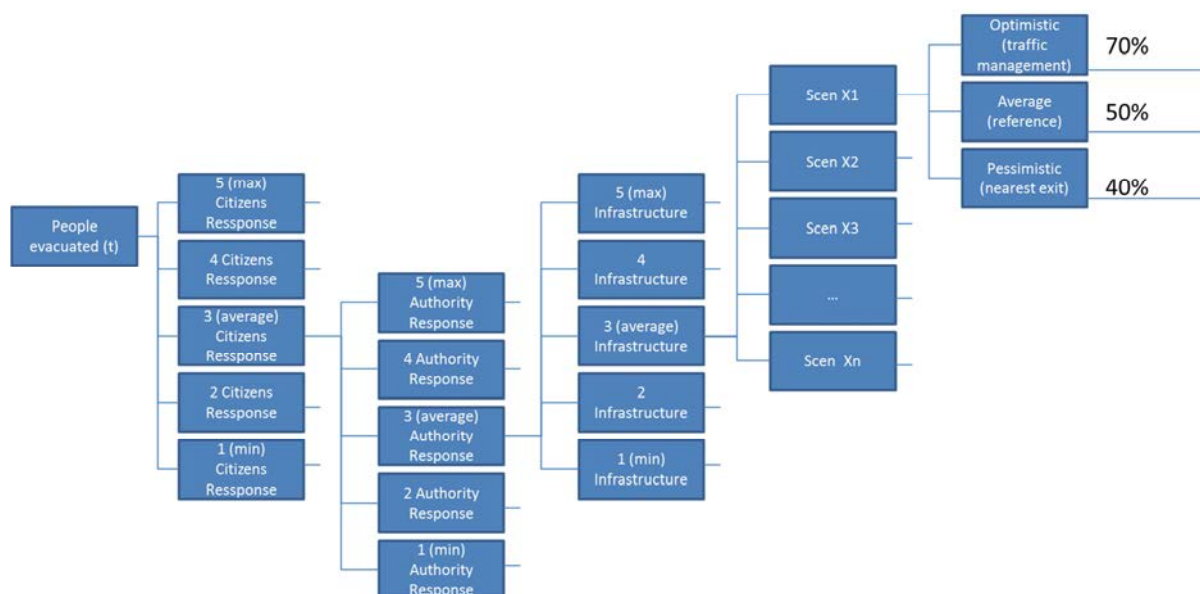 People
evacuated (t)
5 (max)
Citizens
Ressponse
4 Citizens
Ressponse
3 (average)
Citizens
Ressponse
2 Citizens
Ressponse
1 (min)
Citizens
Ressponse
5 (max)
Authority
Response
4 Authority
Response
3 (average)
Authority
Response
2 Authority
Response
1 (min)
Authority
Response
5 (max)
Infrastructure
4
Infrastructure
3 (average)
Infrastructure
2
Infrastructure
1 (min)
Infrastructure
Scen X1
Scen X2
Scen X3
...
Scen Xn
Optimistic
(traffic
management)
70%
Average
(reference)
50%
Pessimistic
(nearest exit)
40%